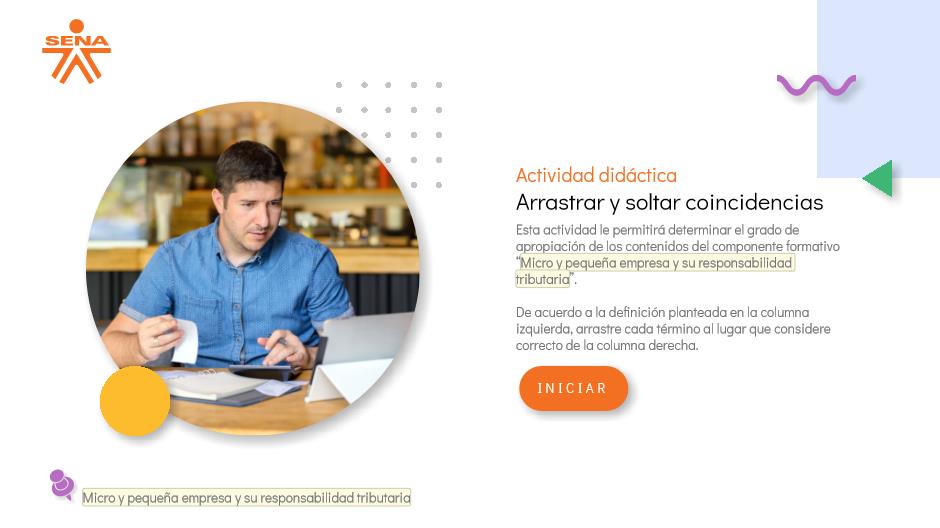 SENA
Actividad didáctica
Arrastrar y soltar coincidencias
Esta actividad le permitirá determinar el grado de
apropiación de los contenidos del componente formativo
“Micro y pequeña empresa y su responsabilidad
tributaria”.
De acuerdo a la definición planteada en la columna
izquierda, arrastre cada término al lugar que considere
correcto de la columna derecha.
INICIAR
Micro y pequeña empresa y su responsabilidad tributaria